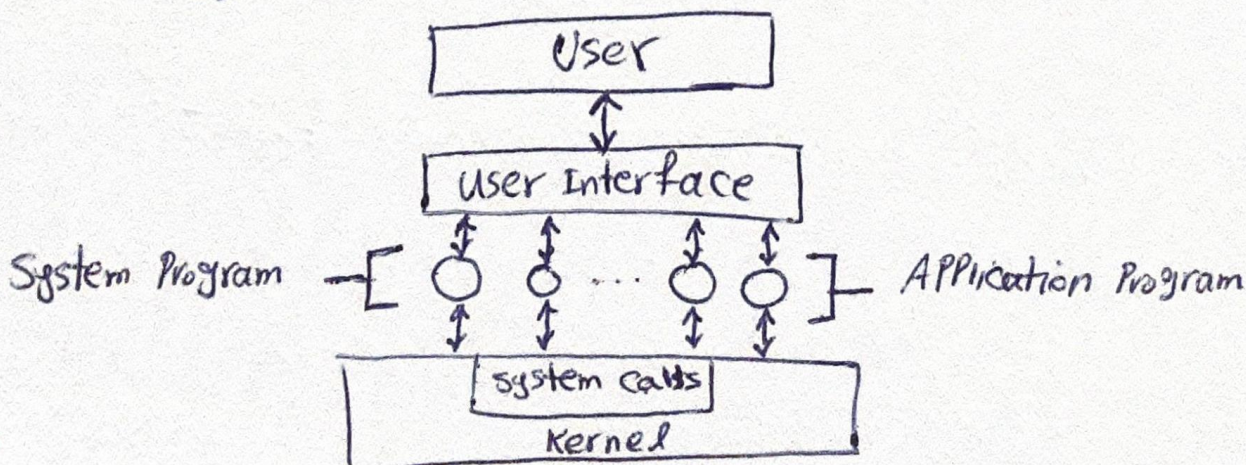 User
User Interface
System Program
...
Application Program
system calls
Kernel